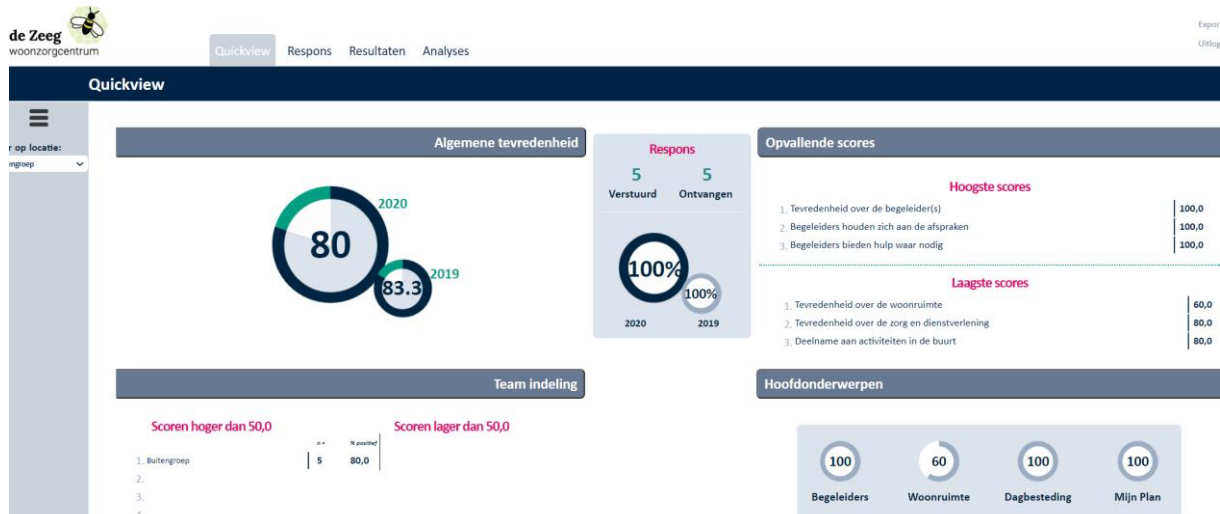 de Zeeg
woonzorgcentrum
Quickview
Respons
Resultaten
Analyses
Expor
Uitlog
Quickview
r op locatie:
engroep
Algemene tevredenheid
2020
80
2019
83.3
Respons
5
5
Verstuurd
Ontvangen
100%
100%
2020
2019
Opvallende scores
Hoogste scores
1. Tevredenheid over de begeleider(s) 100,0
2. Begeleiders houden zich aan de afspraken 100,0
3. Begeleiders bieden hulp waar nodig 100,0
Laagste scores
1. Tevredenheid over de woonruimte 60,0
2. Tevredenheid over de zorg en dienstverlening 80,0
3. Deelname aan activiteiten in de buurt 80,0
Team indeling
Scoren hoger dan 50,0
Scoren lager dan 50,0
n = % positief
1. Buitengroep 5 80,0
2.
3.
Hoofdonderwerpen
100
60
100
100
Begeleiders
Woonruimte
Dagbesteding
Mijn Plan